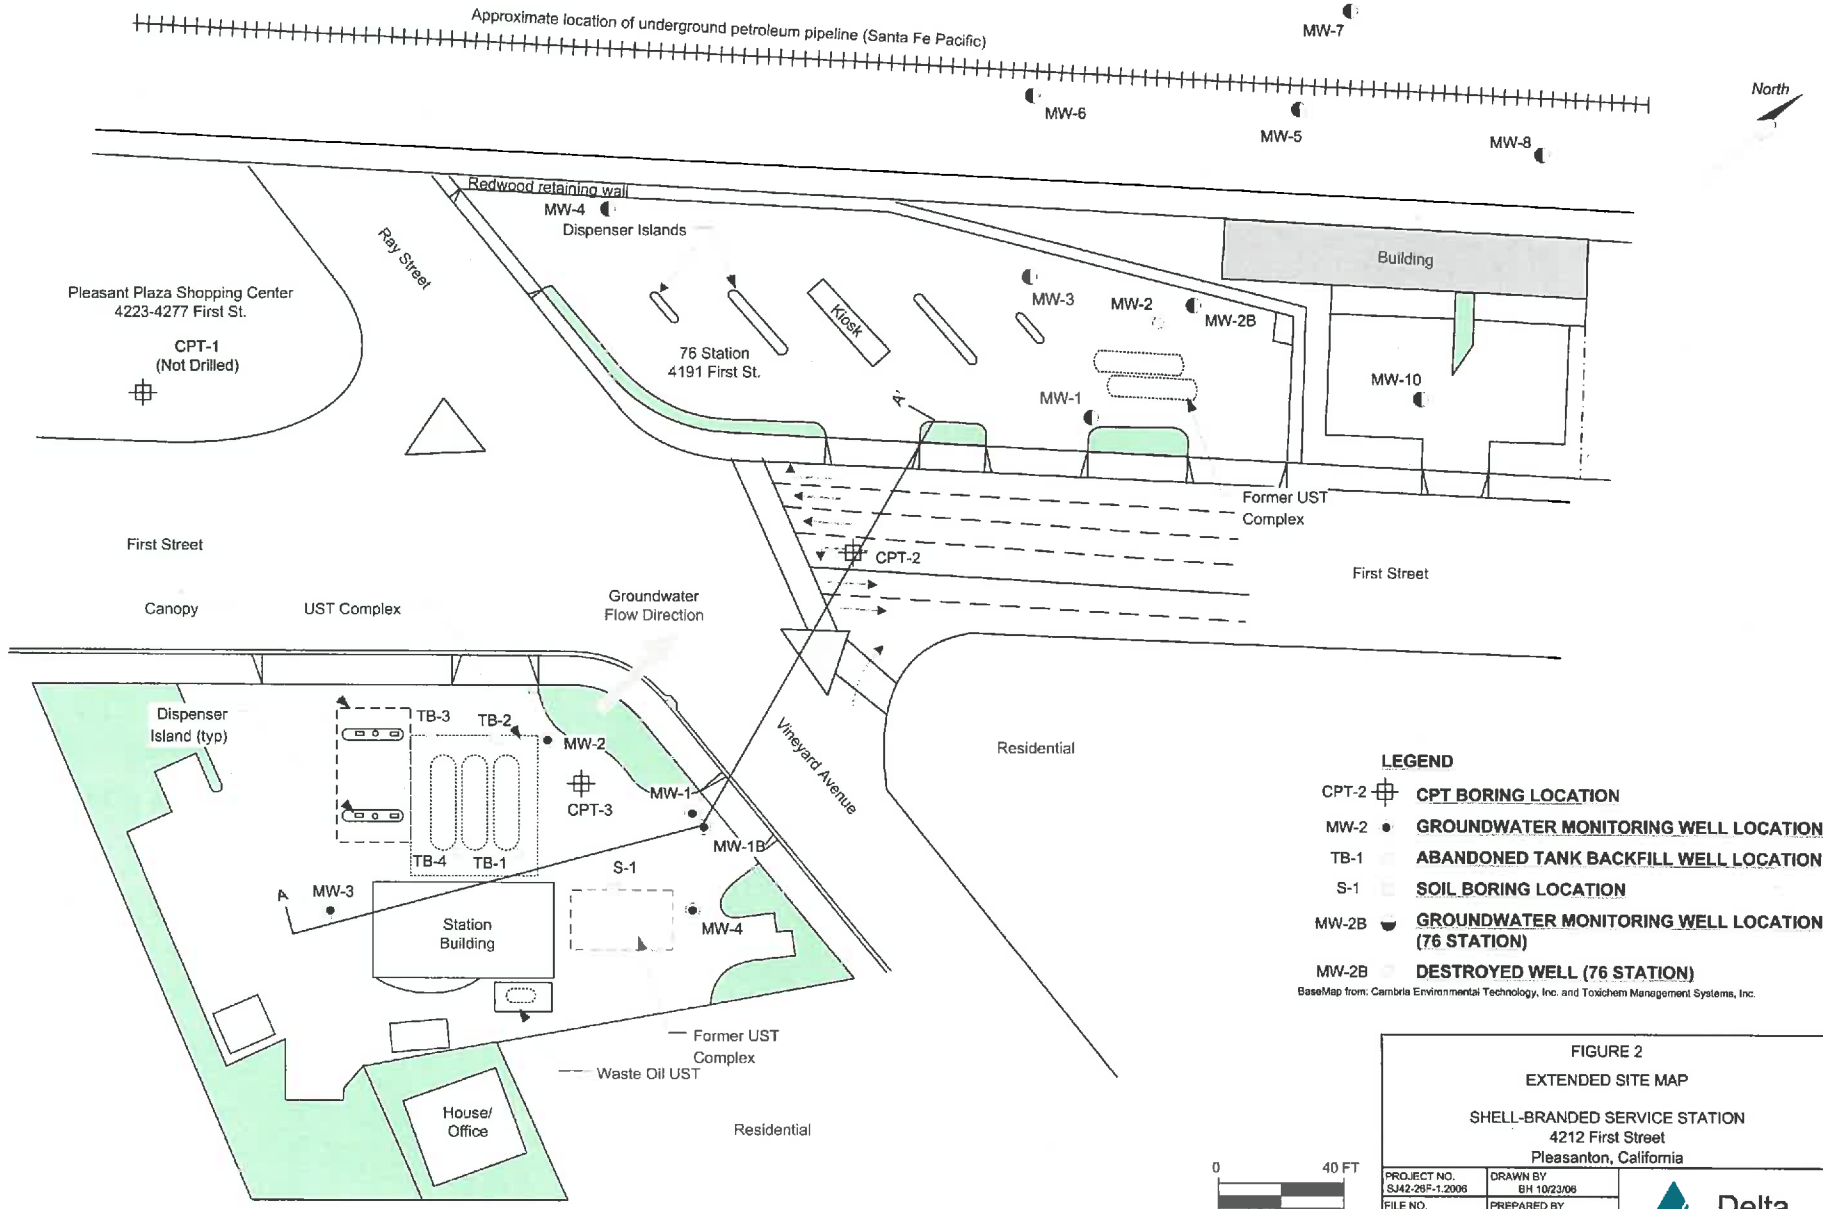 Approximate location of underground petroleum pipeline (Santa Fe Pacific)
MW-7
North
MW-6
MW-5
MW-8
Redwood retaining wall
MW-4
Dispenser Islands
Ray Street
Building
Pleasant Plaza Shopping Center
4223-4277 First St.
CPT-1
(Not Drilled)
MW-3
MW-2
MW-2B
Kiosk
76 Station
4191 First St.
MW-10
MW-1
A'
Former UST
Complex
First Street
CPT-2
First Street
Canopy
UST Complex
Groundwater
Flow Direction
Dispenser
Island (typ)
TB-3
TB-2
MW-2
Vineyard Avenue
Residential
CPT-3
MW-1
MW-1B
TB-4
TB-1
S-1
A
MW-3
Station
Building
MW-4
Former UST
Complex
Waste Oil UST
House/
Office
Residential
LEGEND
CPT-2 CPT BORING LOCATION
MW-2 GROUNDWATER MONITORING WELL LOCATION
TB-1 ABANDONED TANK BACKFILL WELL LOCATION
S-1 SOIL BORING LOCATION
MW-2B GROUNDWATER MONITORING WELL LOCATION
(76 STATION)
MW-2B DESTROYED WELL (76 STATION)
BaseMap from: Cambria Environmental Technology, Inc. and Toxichem Management Systems, Inc.
FIGURE 2
EXTENDED SITE MAP
SHELL-BRANDED SERVICE STATION
4212 First Street
Pleasanton, California
0 40 FT
PROJECT NO. DRAWN BY
SJ42-26F-1.2006 BH 10/23/06
FILE NO. PREPARED BY
Delta